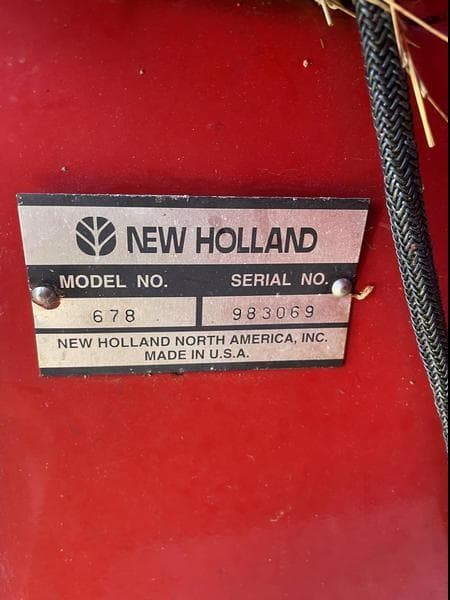 NEW HOLLAND
MODEL NO. SERIAL NO.
678 983069
NEW HOLLAND NORTH AMERICA, INC.
MADE IN U.S.A.